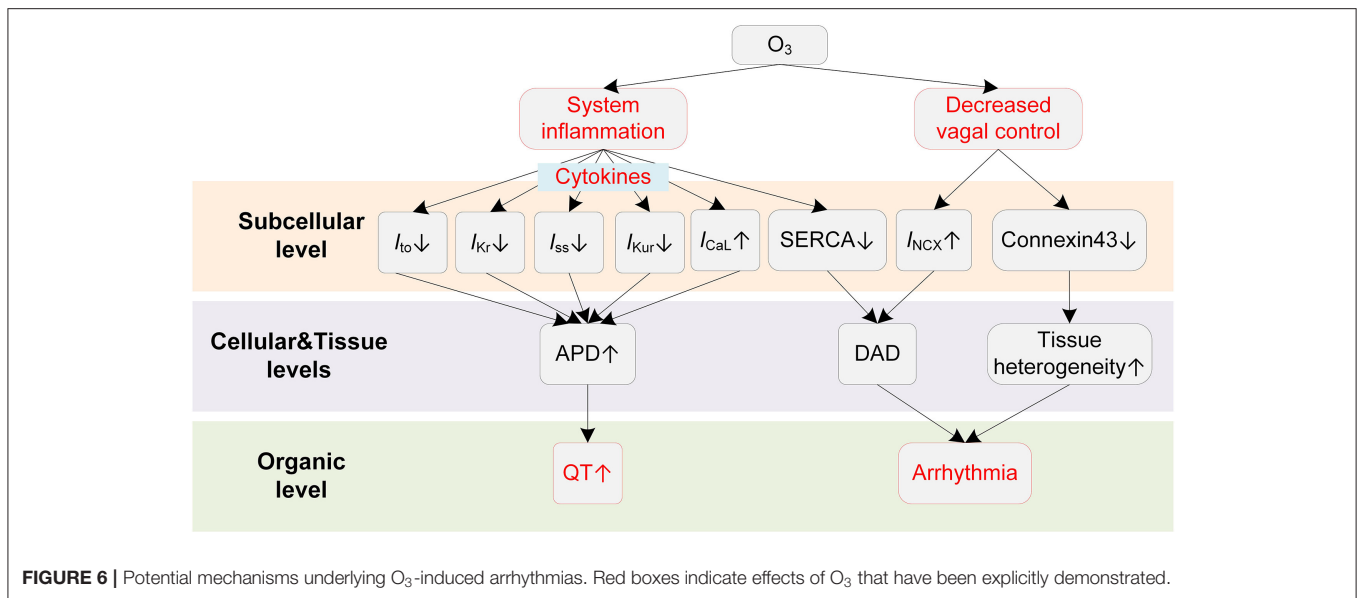 O₃
System
inflammation
Decreased
vagal control
Cytokines
Subcellular
level
Ito↓
IKr↓
Iss↓
IKur↓
ICaL↑
SERCA↓
INCX↑
Connexin43↓
Cellular&Tissue
levels
APD↑
DAD
Tissue
heterogeneity↑
Organic
level
QT↑
Arrhythmia
FIGURE 6 | Potential mechanisms underlying O₃-induced arrhythmias. Red boxes indicate effects of O₃ that have been explicitly demonstrated.